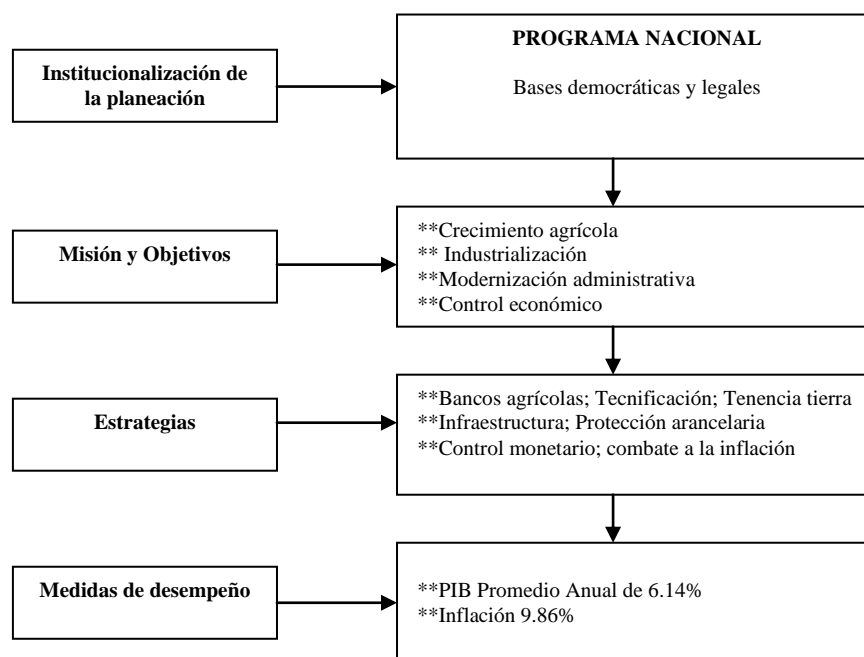 Institucionalización de
la planeación
PROGRAMA NACIONAL
Bases democráticas y legales
Misión y Objetivos
**Crecimiento agrícola
** Industrialización
**Modernización administrativa
**Control económico
Estrategias
**Bancos agrícolas; Tecnificación; Tenencia tierra
**Infraestructura; Protección arancelaria
**Control monetario; combate a la inflación
Medidas de desempeño
**PIB Promedio Anual de 6.14%
**Inflación 9.86%